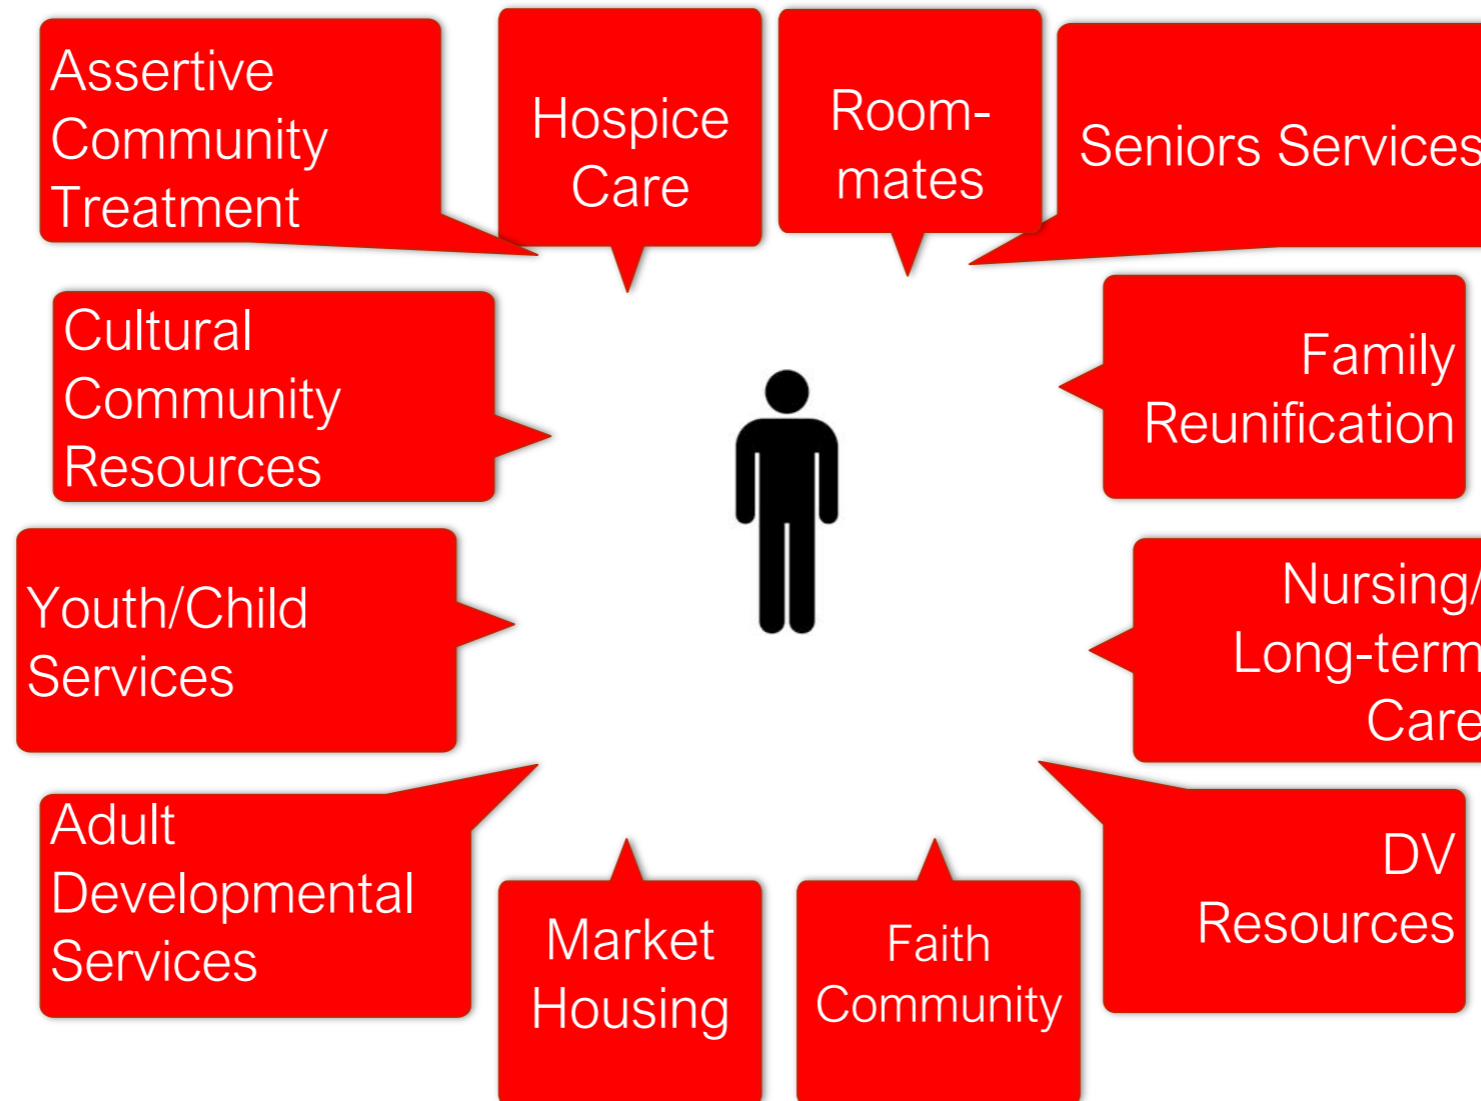 Assertive
Community
Treatment
Hospice
Care
Room-
mates
Seniors Services
Cultural
Community
Resources
Family
Reunification
Youth/Child
Services
Nursing/
Long-term
Care
Adult
Developmental
Services
Market
Housing
Faith
Community
DV
Resources